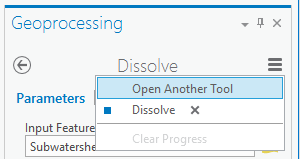 Geoprocessing
Dissolve
Open Another Tool
Parameters
Dissolve
Input Feature
Clear Progress
Subwatershe